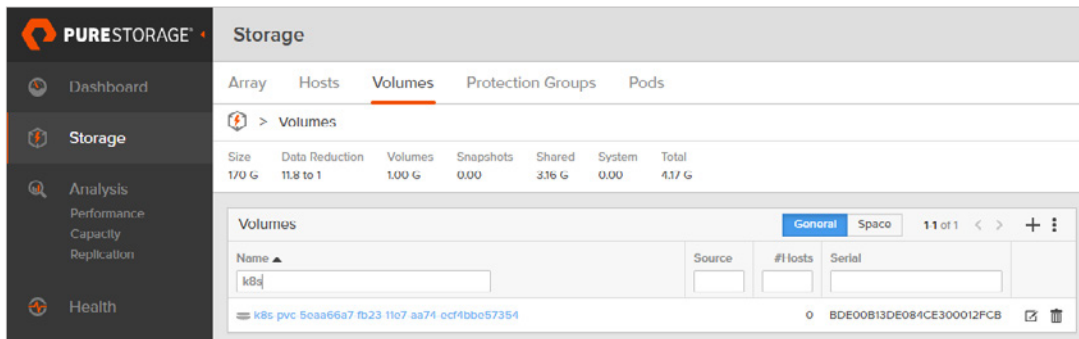 PURESTORAGE®
Storage
Dashboard
Storage
Analysis
Performance
Capacity
Replication
Health
Array Hosts Volumes Protection Groups Pods
> Volumes
Size Data Reduction Volumes Snapshots Shared System Total
170 G 11.8 to 1 1.00 G 0.00 3.16 G 0.00 4.17 G
Volumes General Space 1-1 of 1 < > +
Name Source #Hosts Serial
k8s
k8s-pvc-5eaa66a7-fb23-11e7-aa74-ecf4bbe57354 0 BDE00B13DE084CE300012FCB